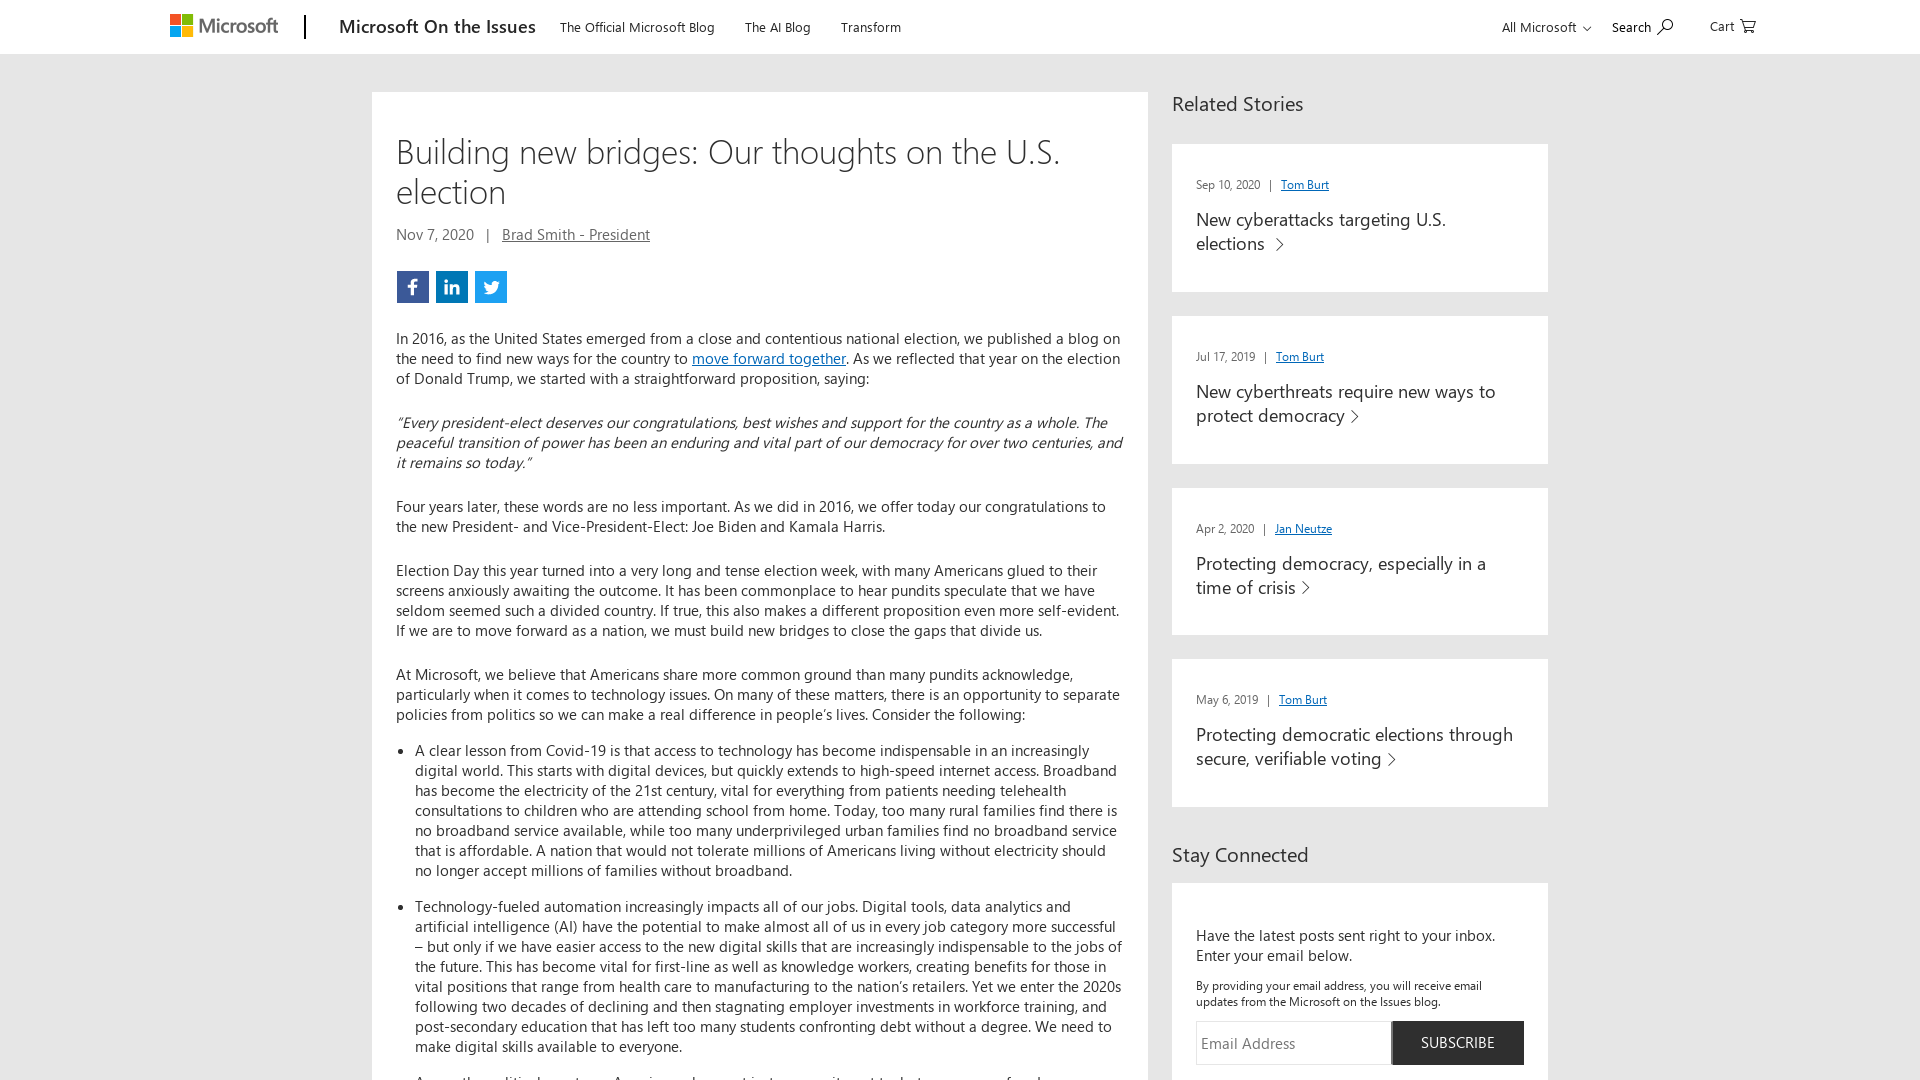 Microsoft
Microsoft On the Issues
The Official Microsoft Blog
The AI Blog
Transform
All Microsoft
Search
Cart
Building new bridges: Our thoughts on the U.S.
election
Nov 7, 2020 | Brad Smith - President
In 2016, as the United States emerged from a close and contentious national election, we published a blog on
the need to find new ways for the country to move forward together. As we reflected that year on the election
of Donald Trump, we started with a straightforward proposition, saying:
“Every president-elect deserves our congratulations, best wishes and support for the country as a whole. The
peaceful transition of power has been an enduring and vital part of our democracy for over two centuries, and
it remains so today.”
Four years later, these words are no less important. As we did in 2016, we offer today our congratulations to
the new President- and Vice-President-Elect: Joe Biden and Kamala Harris.
Election Day this year turned into a very long and tense election week, with many Americans glued to their
screens anxiously awaiting the outcome. It has been commonplace to hear pundits speculate that we have
seldom seemed such a divided country. If true, this also makes a different proposition even more self-evident.
If we are to move forward as a nation, we must build new bridges to close the gaps that divide us.
At Microsoft, we believe that Americans share more common ground than many pundits acknowledge,
particularly when it comes to technology issues. On many of these matters, there is an opportunity to separate
policies from politics so we can make a real difference in people’s lives. Consider the following:
• A clear lesson from Covid-19 is that access to technology has become indispensable in an increasingly
digital world. This starts with digital devices, but quickly extends to high-speed internet access. Broadband
has become the electricity of the 21st century, vital for everything from patients needing telehealth
consultations to children who are attending school from home. Today, too many rural families find there is
no broadband service available, while too many underprivileged urban families find no broadband service
that is affordable. A nation that would not tolerate millions of Americans living without electricity should
no longer accept millions of families without broadband.
• Technology-fueled automation increasingly impacts all of our jobs. Digital tools, data analytics and
artificial intelligence (AI) have the potential to make almost all of us in every job category more successful
– but only if we have easier access to the new digital skills that are increasingly indispensable to the jobs of
the future. This has become vital for first-line as well as knowledge workers, creating benefits for those in
vital positions that range from health care to manufacturing to the nation’s retailers. Yet we enter the 2020s
following two decades of declining and then stagnating employer investments in workforce training, and
post-secondary education that has left too many students confronting debt without a degree. We need to
make digital skills available to everyone.
Related Stories
Sep 10, 2020 | Tom Burt
New cyberattacks targeting U.S.
elections
Jul 17, 2019 | Tom Burt
New cyberthreats require new ways to
protect democracy
Apr 2, 2020 | Jan Neutze
Protecting democracy, especially in a
time of crisis
May 6, 2019 | Tom Burt
Protecting democratic elections through
secure, verifiable voting
Stay Connected
Have the latest posts sent right to your inbox.
Enter your email below.
By providing your email address, you will receive email
updates from the Microsoft on the Issues blog.
Email Address
SUBSCRIBE